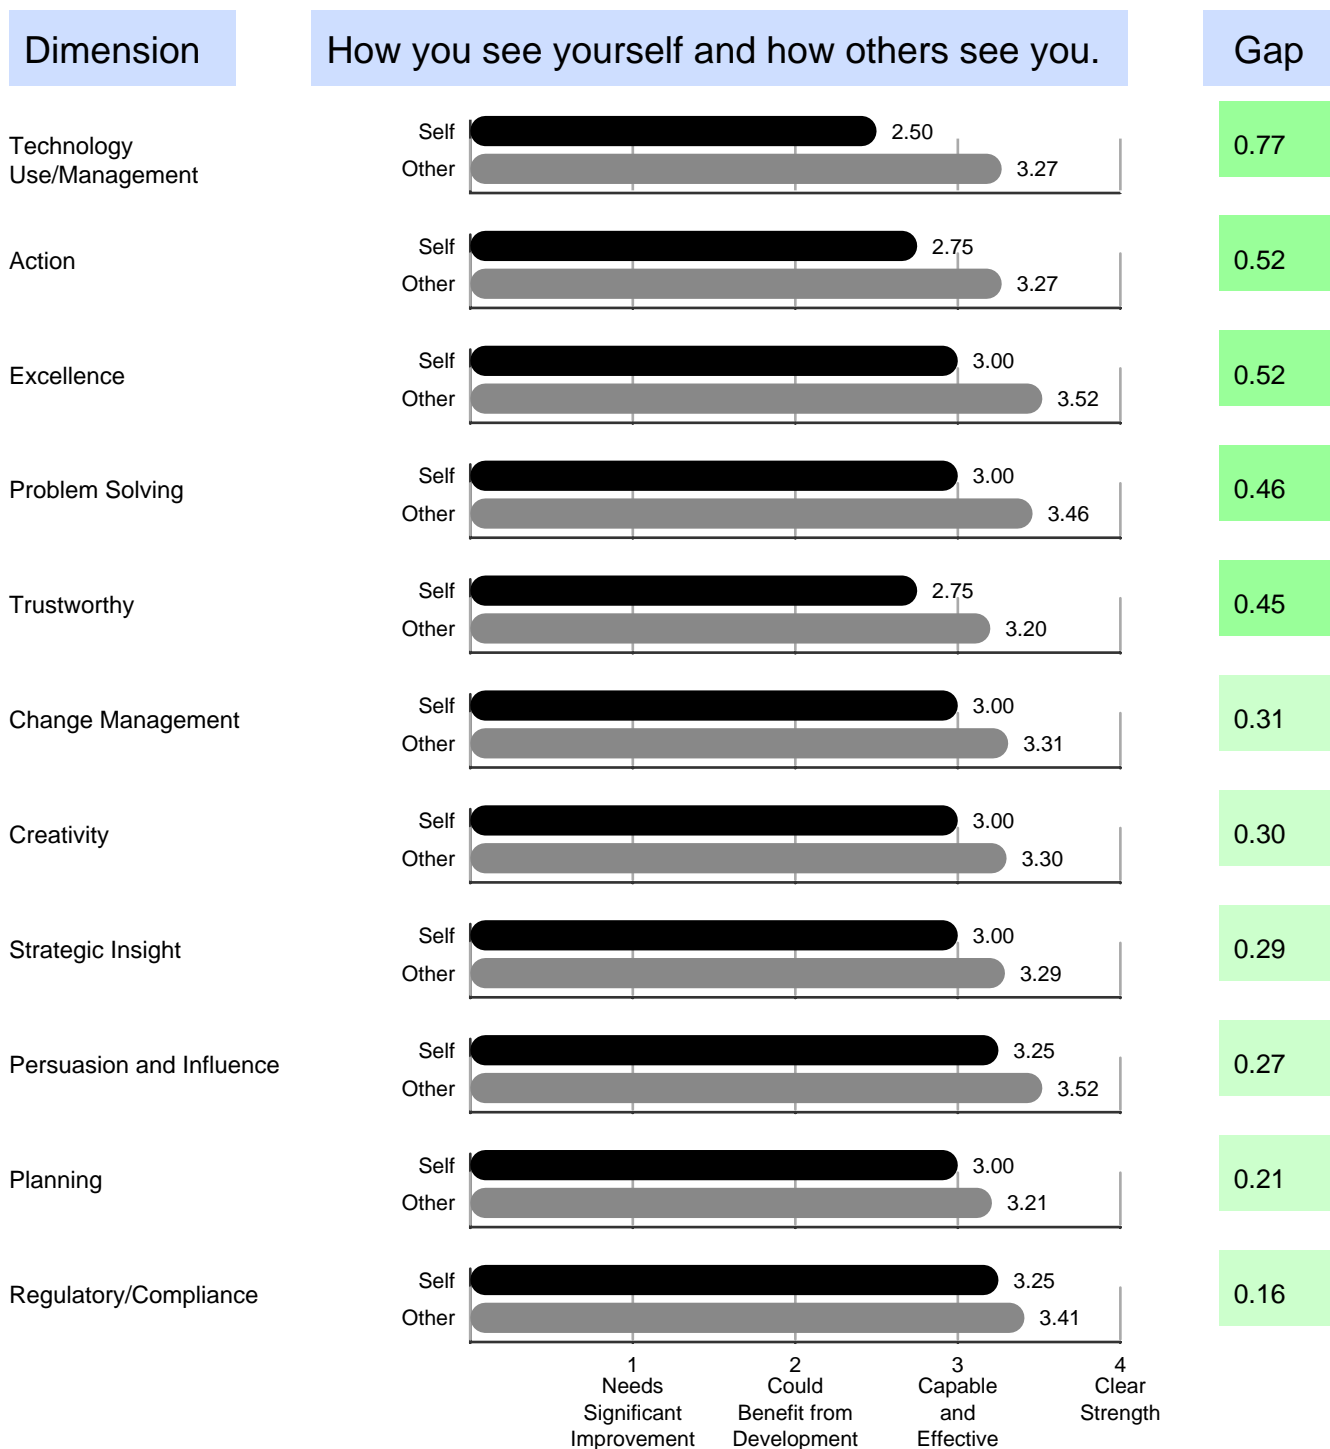 Dimension
How you see yourself and how others see you.
Gap
Technology
Use/Management
Self
2.50
Other
3.27
0.77
Action
Self
2.75
Other
3.27
0.52
Excellence
Self
3.00
Other
3.52
0.52
Problem Solving
Self
3.00
Other
3.46
0.46
Trustworthy
Self
2.75
Other
3.20
0.45
Change Management
Self
3.00
Other
3.31
0.31
Creativity
Self
3.00
Other
3.30
0.30
Strategic Insight
Self
3.00
Other
3.29
0.29
Persuasion and Influence
Self
3.25
Other
3.52
0.27
Planning
Self
3.00
Other
3.21
0.21
Regulatory/Compliance
Self
3.25
Other
3.41
0.16
1
Needs
Significant
Improvement
2
Could
Benefit from
Development
3
Capable
and
Effective
4
Clear
Strength